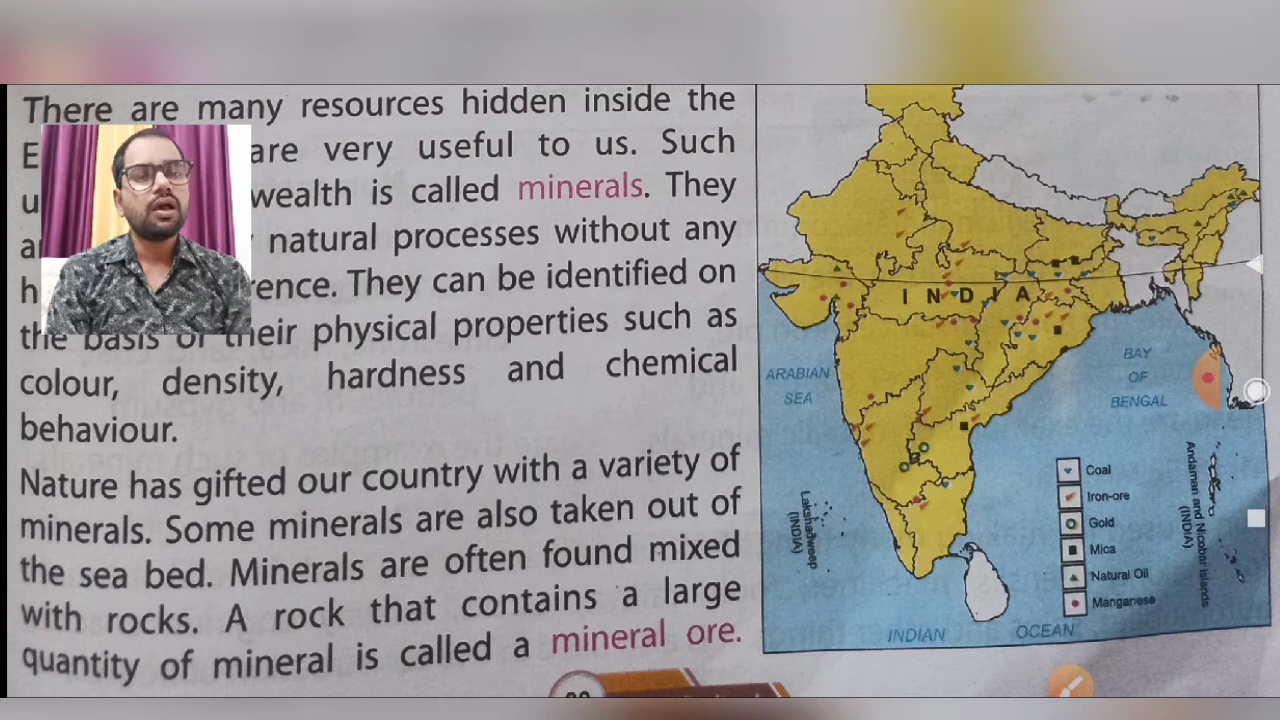 There are many resources hidden inside the
E are very useful to us. Such
u wealth is called minerals. They
natural processes without any
h rence. They can be identified on
the basis of their physical properties such as
colour, density, hardness and chemical
behaviour.
Nature has gifted our country with a variety of
minerals. Some minerals are also taken out of
the sea bed. Minerals are often found mixed
with rocks. A rock that contains a large
quantity of mineral is called a mineral ore.
INDIA
ARABIAN
SEA
BAY
OF
BENGAL
Lakshadweep
(INDIA)
Andaman and Nicobar Islands
(INDIA)
Coal
Iron-ore
Gold
Mica
Natural Oil
Manganese
INDIAN OCEAN